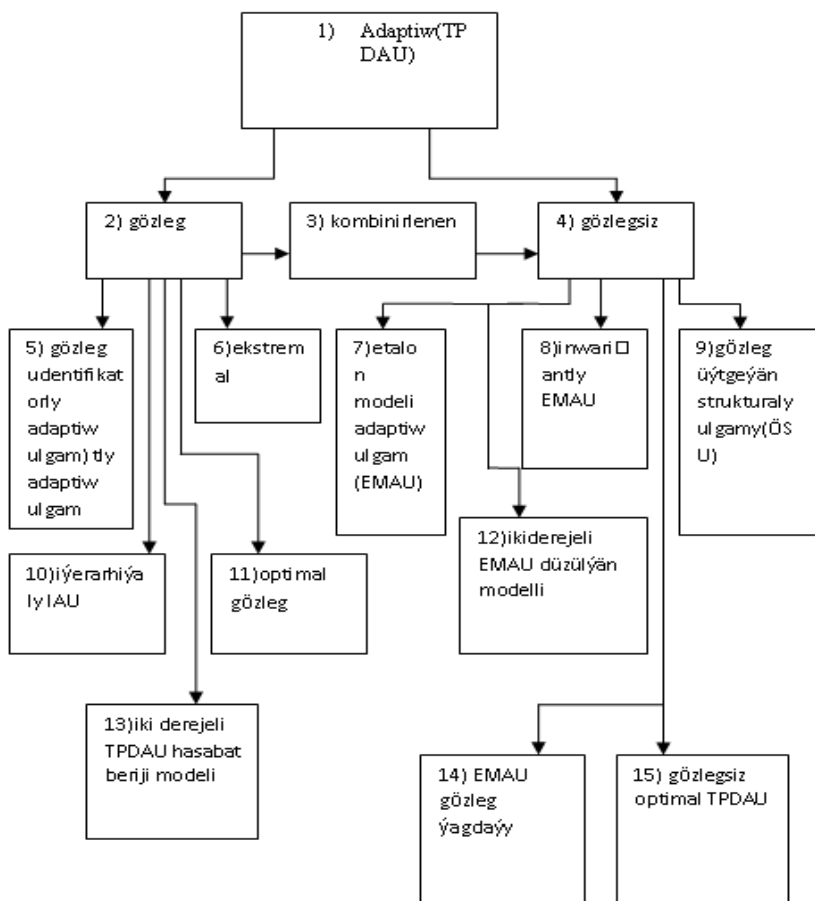 1) Adaptiw(TP
DAU)
2) gözleg
3) kombinirlenen
4) gözlegsiz
5) gözleg
udentifikat
orly
adaptiw
ulgam) tly
adaptiw
ulgam
6)ekstrem
al
7)etalo
n
modeli
adaptiw
ulgam
(EMAU)
8)inwari□
antly
EMAU
9)gözleg
üýtgeýän
strukturaly
ulgamy(ÖS
U)
10)iýerarhiýa
ly IAU
11)optimal
gözleg
12)ikiderejeli
EMAU düzülýän
modelli
13)iki derejeli
TPDAU hasabat
beriji modeli
14) EMAU
gözleg
ýagdaýy
15) gözlegsiz
optimal TPDAU